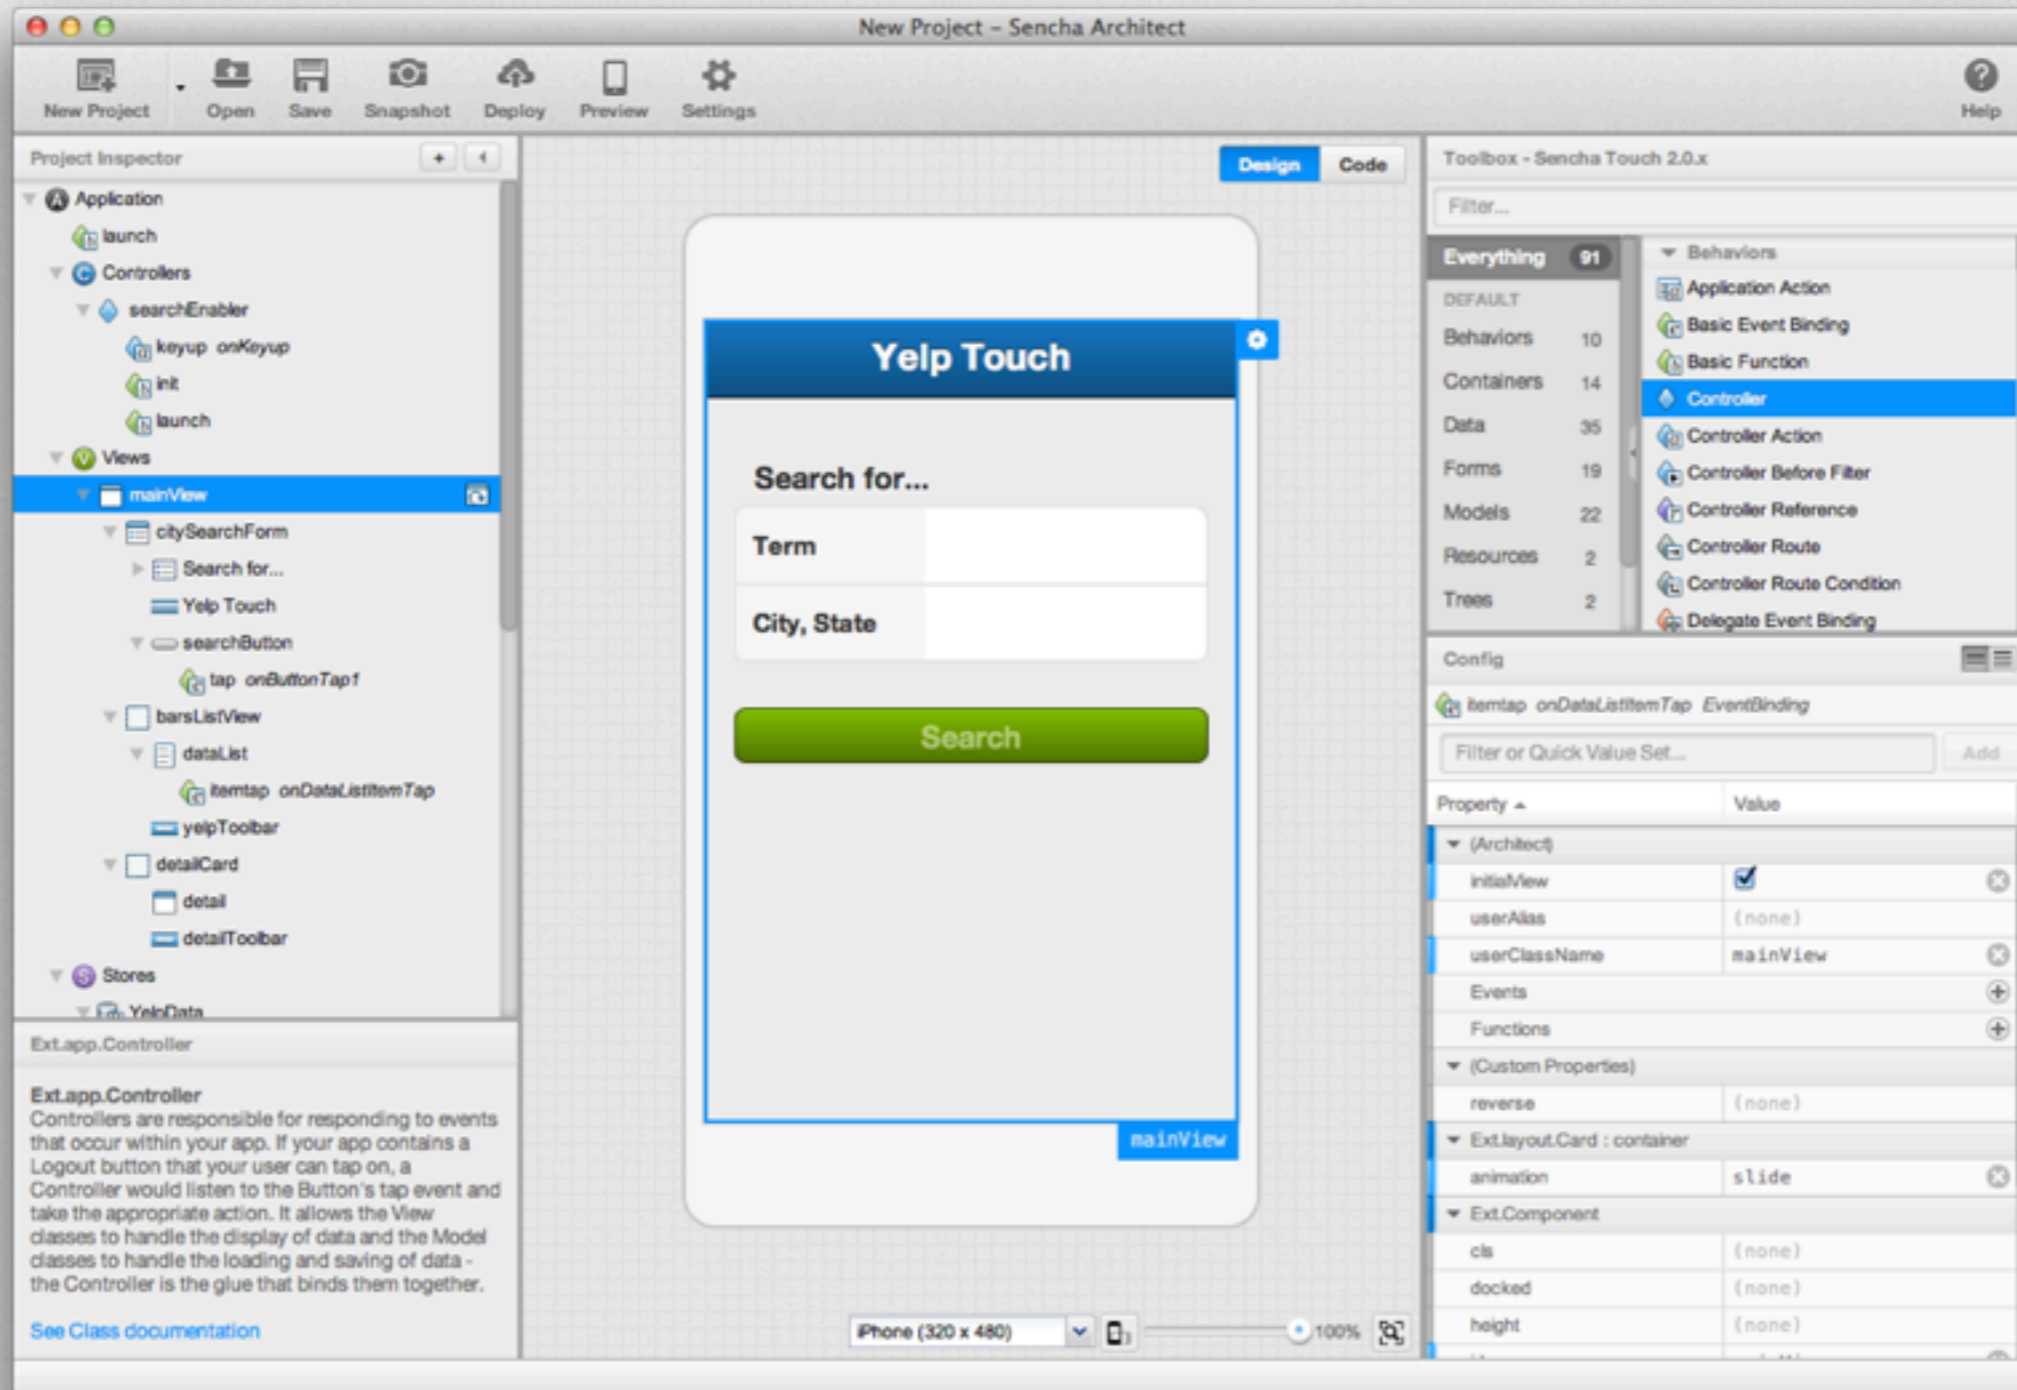 New Project – Sencha Architect
New Project
Open
Save
Snapshot
Deploy
Preview
Settings
Help
Project Inspector
Application
launch
Controllers
searchEnabler
keyup onKeyup
init
launch
Views
mainView
citySearchForm
Search for...
Yelp Touch
searchButton
tap onButtonTap1
barsListView
dataList
itemtap onDataListItemTap
yelpToolbar
detailCard
detail
detailToolbar
Stores
YelpData
Ext.app.Controller
Ext.app.Controller
Controllers are responsible for responding to events
that occur within your app. If your app contains a
Logout button that your user can tap on, a
Controller would listen to the Button's tap event and
take the appropriate action. It allows the View
classes to handle the display of data and the Model
classes to handle the loading and saving of data -
the Controller is the glue that binds them together.
See Class documentation
Design
Code
Yelp Touch
Search for...
Term
City, State
Search
mainView
iPhone (320 x 480)
100%
Toolbox - Sencha Touch 2.0.x
Filter...
Everything 91
DEFAULT
Behaviors 10
Containers 14
Data 35
Forms 19
Models 22
Resources 2
Trees 2
Behaviors
Application Action
Basic Event Binding
Basic Function
Controller
Controller Action
Controller Before Filter
Controller Reference
Controller Route
Controller Route Condition
Delegate Event Binding
Config
itemtap onDataListItemTap EventBinding
Filter or Quick Value Set...
Add
Property Value
(Architect)
initialView
userAlias (none)
userClassName mainView
Events
Functions
(Custom Properties)
reverse (none)
Ext.layout.Card : container
animation slide
Ext.Component
cls (none)
docked (none)
height (none)